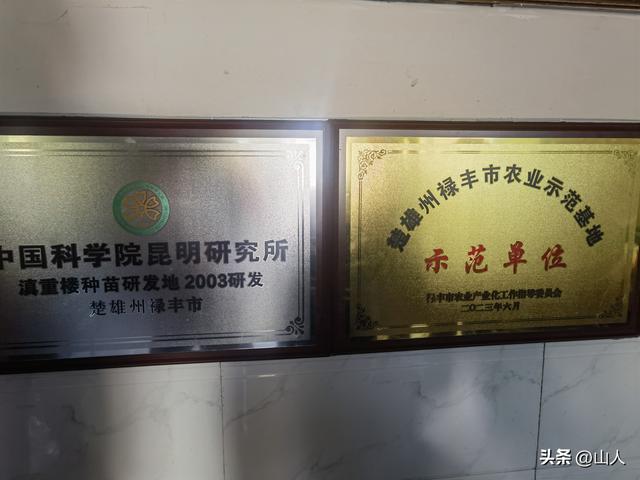 中国科学院昆明研究所
滇重楼种苗研发地 2003研发
楚雄州禄丰市
楚雄州禄丰市农业示范基地
示范单位
禄丰市农业产业化工作指导委员会
二〇二三年六月
头条 @山人